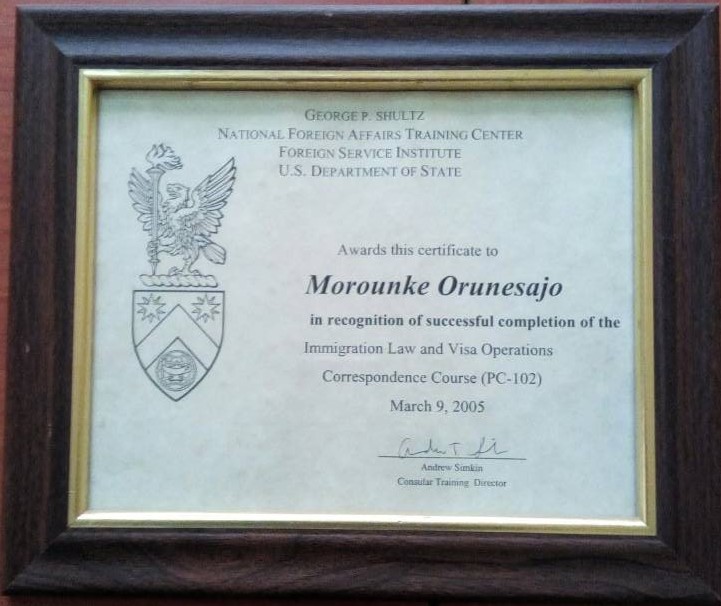 GEORGE P. SHULTZ
NATIONAL FOREIGN AFFAIRS TRAINING CENTER
FOREIGN SERVICE INSTITUTE
U.S. DEPARTMENT OF STATE
Awards this certificate to
Morounke Orunesajo
in recognition of successful completion of the
Immigration Law and Visa Operations
Correspondence Course (PC-102)
March 9, 2005
Andrew Simkin
Consular Training Director